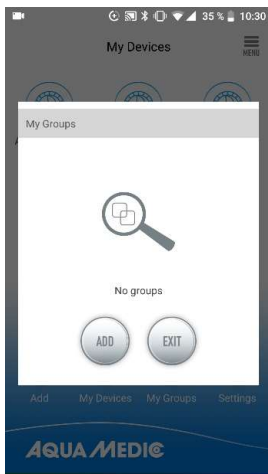 35 % 10:30
My Devices
MENU
My Groups
No groups
ADD EXIT
Add My Devices My Groups Settings
AQUA MEDIC